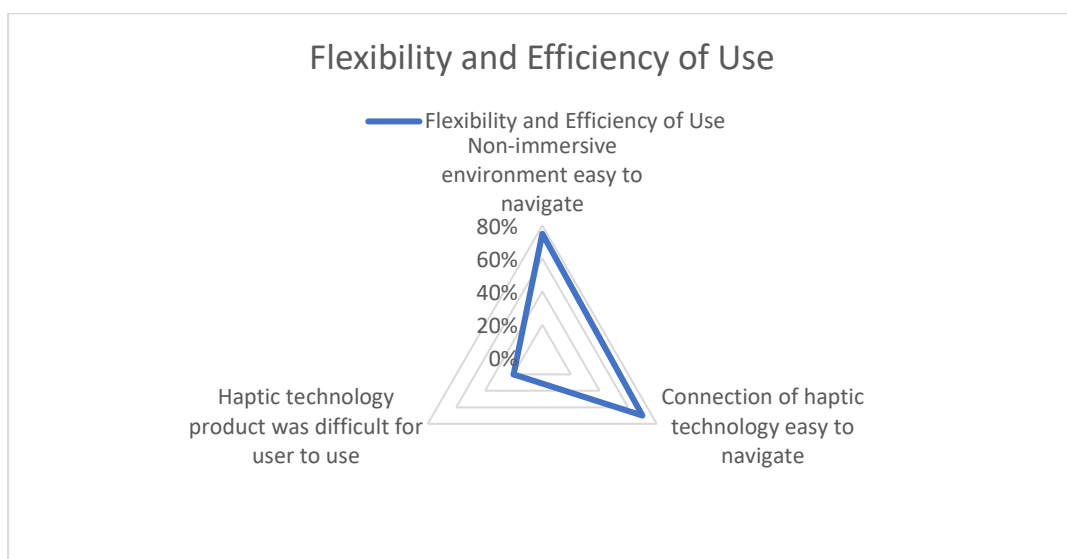 Flexibility and Efficiency of Use
Flexibility and Efficiency of Use
Non-immersive
environment easy to
navigate
80%
60%
40%
20%
0%
Haptic technology
product was difficult for
user to use
Connection of haptic
technology easy to
navigate